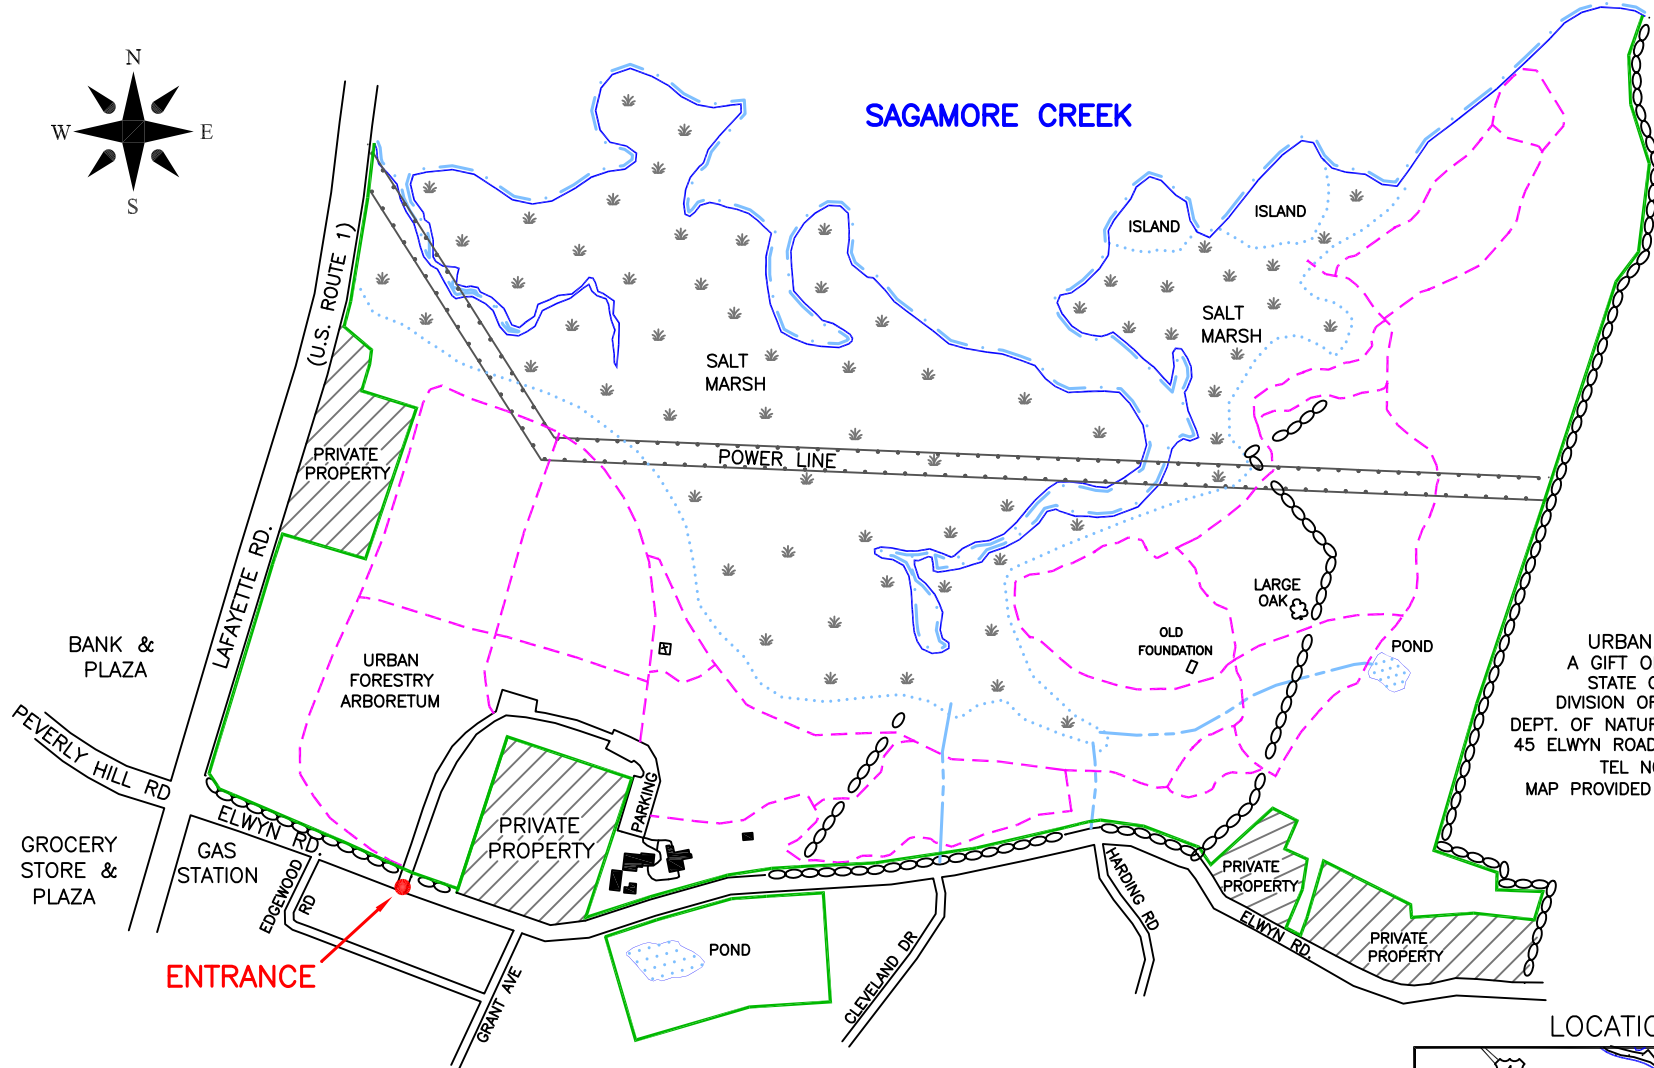 N
W
E
S
SAGAMORE CREEK
(U.S. ROUTE 1)
LAFAYETTE RD.
ISLAND
ISLAND
SALT
MARSH
SALT
MARSH
POWER LINE
PRIVATE
PROPERTY
LARGE
OAK
OLD
FOUNDATION
POND
BANK &
PLAZA
URBAN
FORESTRY
ARBORETUM
URBAN
A GIFT O
STATE O
DIVISION OF
DEPT. OF NATUR
45 ELWYN ROAD
TEL N
MAP PROVIDED
PEVERLY HILL RD
ELWYN RD.
PARKING
PRIVATE
PROPERTY
GROCERY
STORE &
PLAZA
GAS
STATION
EDGEWOOD
RD
ENTRANCE
GRANT AVE
POND
CLEVELAND DR
HARDING RD
PRIVATE
PROPERTY
ELWYN RD.
PRIVATE
PROPERTY
LOCATIO